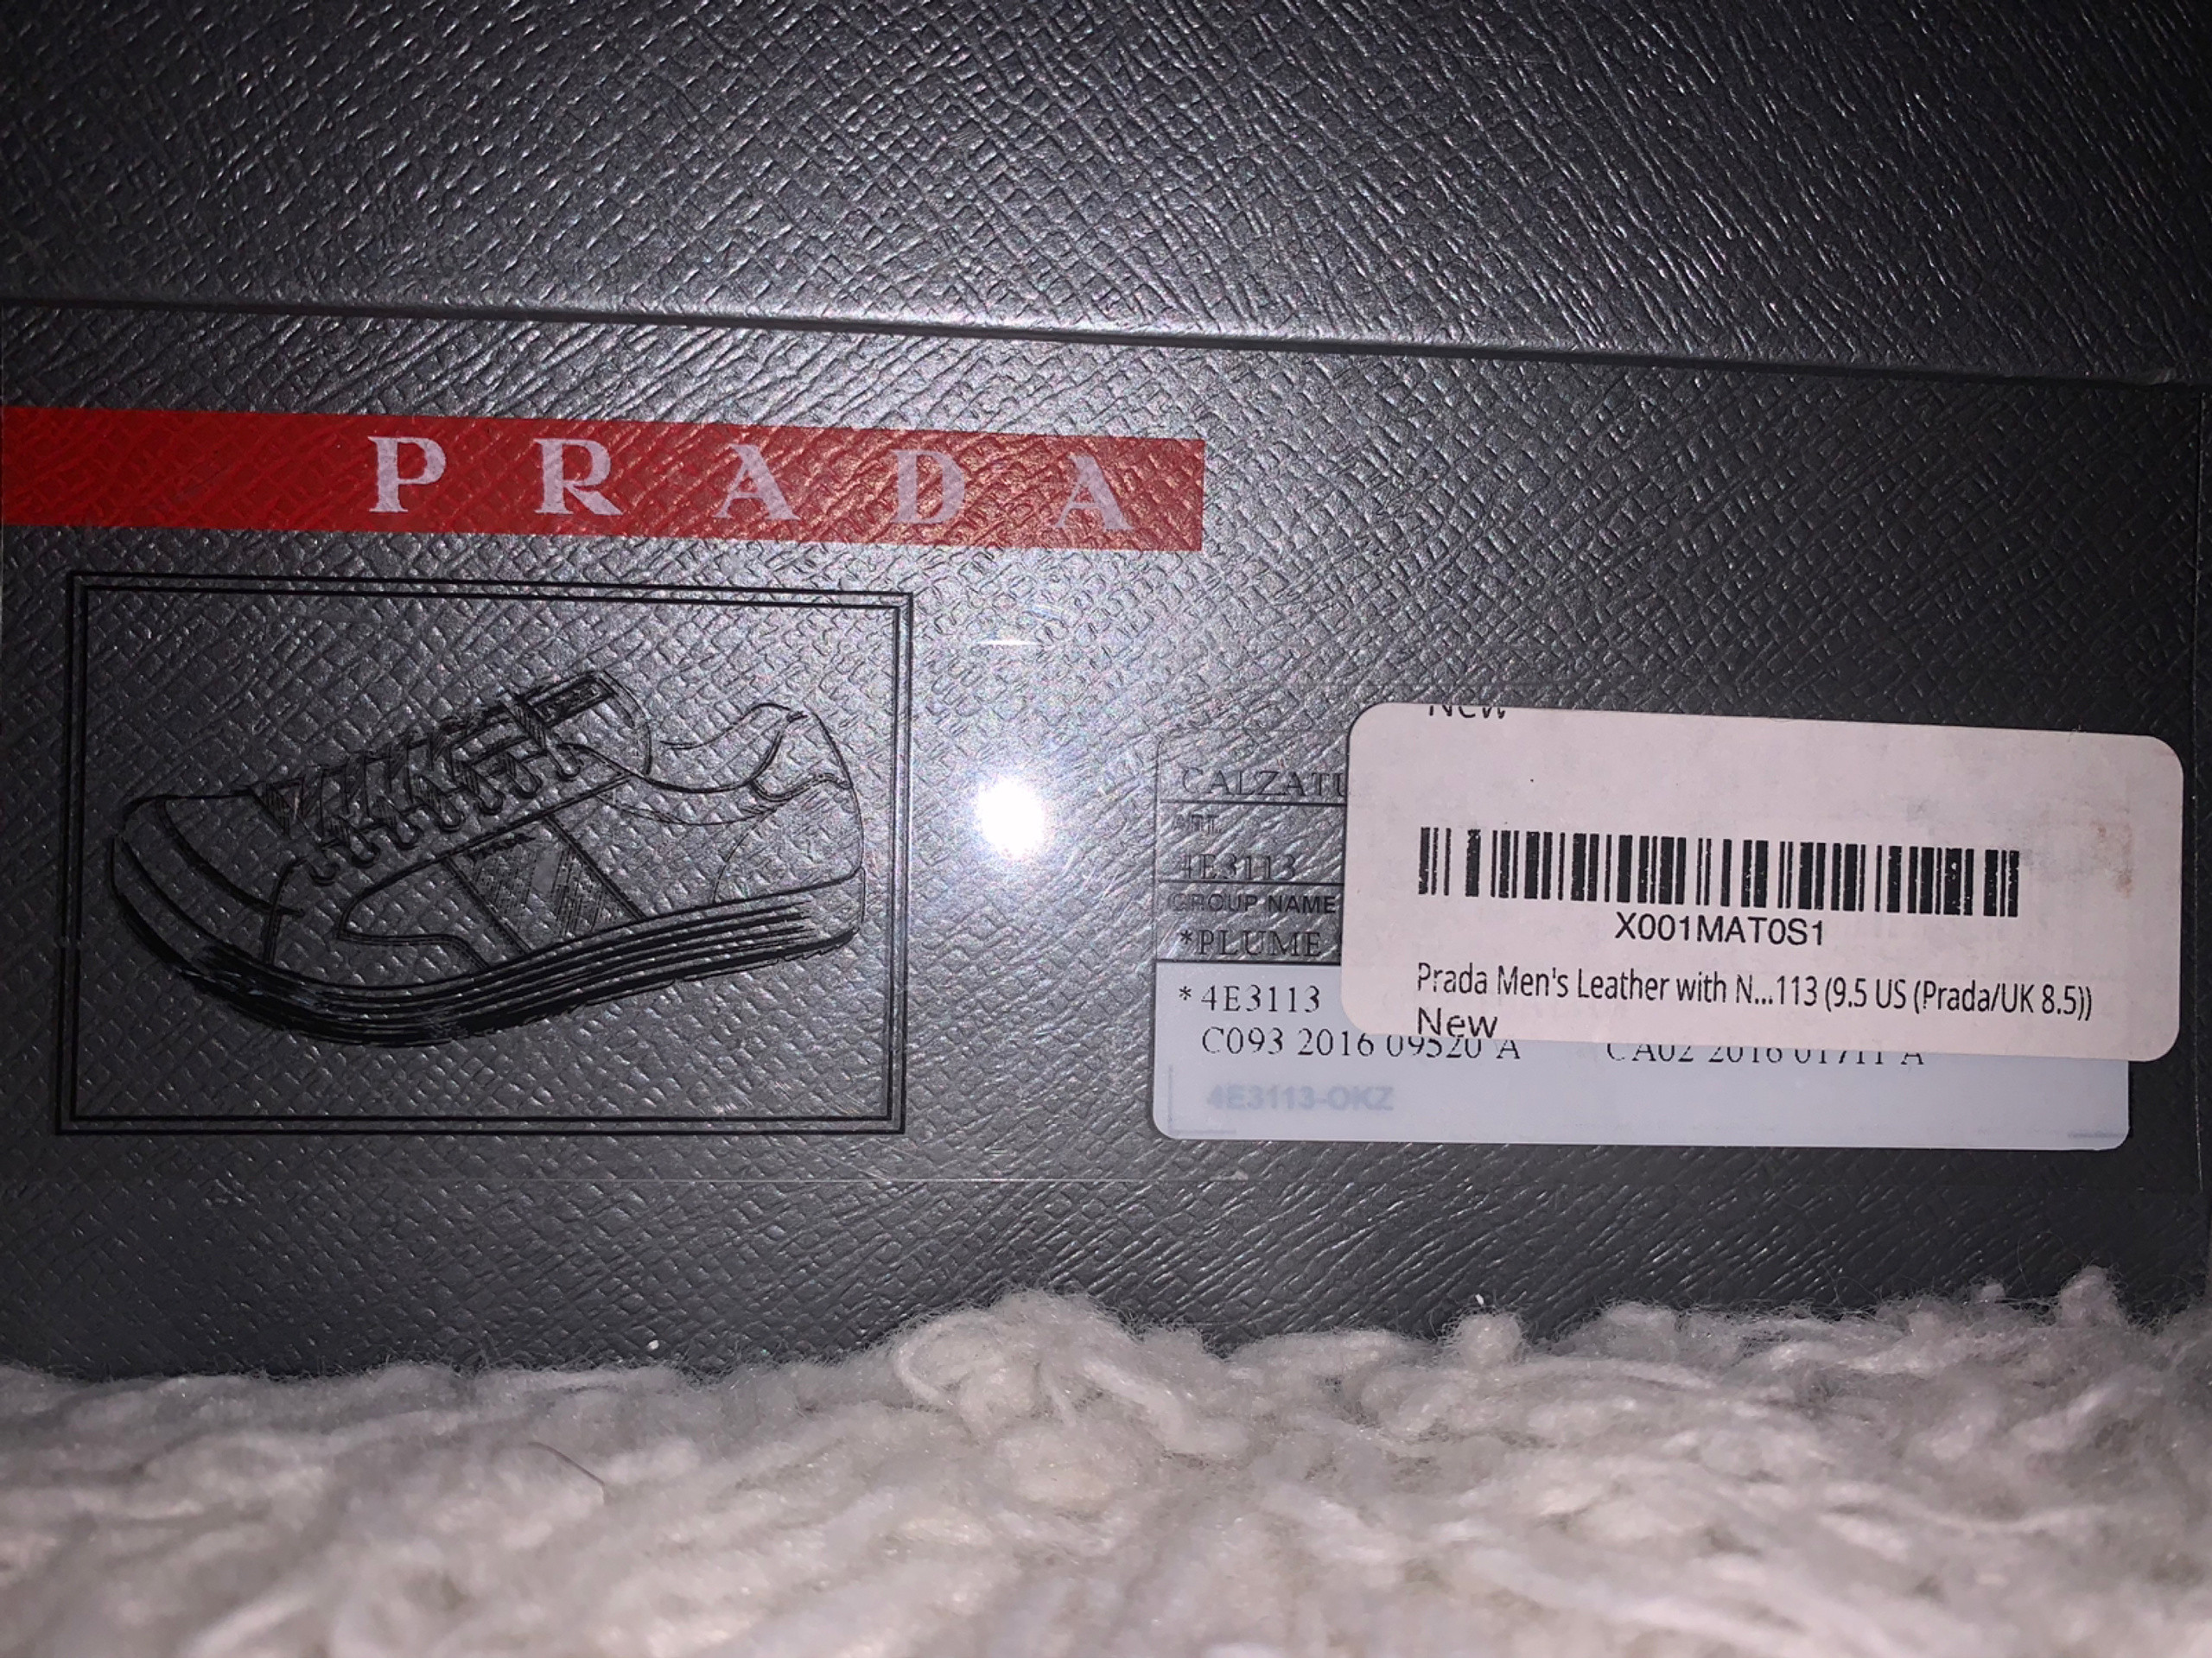 PRADA
CALZATU
ART.
4E3113
GROUP NAME
*PLUME
*4E3113
C093 2016 09520 A
CA02 2016 01711 A
4E3113-OKZ
New
X001MAT0S1
Prada Men's Leather with N...113 (9.5 US (Prada/UK 8.5))
New